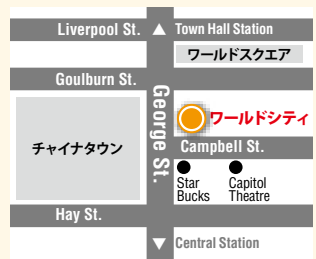 Liverpool St.
▲ Town Hall Station
ワールドスクエア
Goulburn St.
George St.
ワールドシティ
チャイナタウン
Campbell St.
Star
Bucks
Capitol
Theatre
Hay St.
▼ Central Station